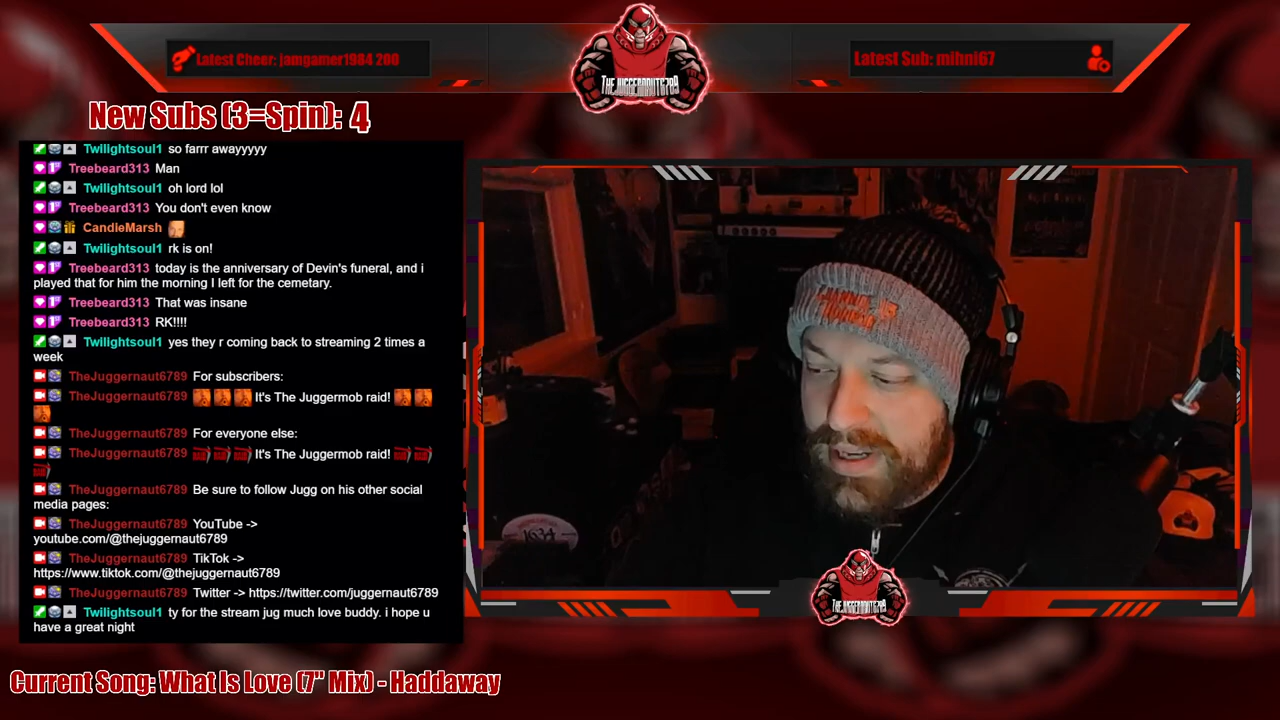 Latest Cheer: jamgamer1984 200
THEJUGGERNAUT6789
Latest Sub: mihni67
New Subs (3=Spin): 4
Twilightsoul1 so farrr awayyyyy
Treebeard313 Man
Twilightsoul1 oh lord lol
Treebeard313 You don't even know
CandleMarsh
Twilightsoul1 rk is on!
Treebeard313 today is the anniversary of Devin's funeral, and i
played that for him the morning I left for the cemetary.
Treebeard313 That was insane
Treebeard313 RK!!!!
Twilightsoul1 yes they r coming back to streaming 2 times a
week
TheJuggernaut6789 For subscribers:
TheJuggernaut6789 It's The Juggermob raid!
TheJuggernaut6789 For everyone else:
TheJuggernaut6789 It's The Juggermob raid!
TheJuggernaut6789 Be sure to follow Jugg on his other social
media pages:
TheJuggernaut6789 YouTube ->
youtube.com/@thejuggernaut6789
TheJuggernaut6789 TikTok ->
https://www.tiktok.com/@thejuggernaut6789
TheJuggernaut6789 Twitter -> https://twitter.com/juggernaut6789
Twilightsoul1 ty for the stream jug much love buddy. i hope u
have a great night
1634
THEJUGGERNAUT6789
Current Song: What Is Love (7" Mix) - Haddaway